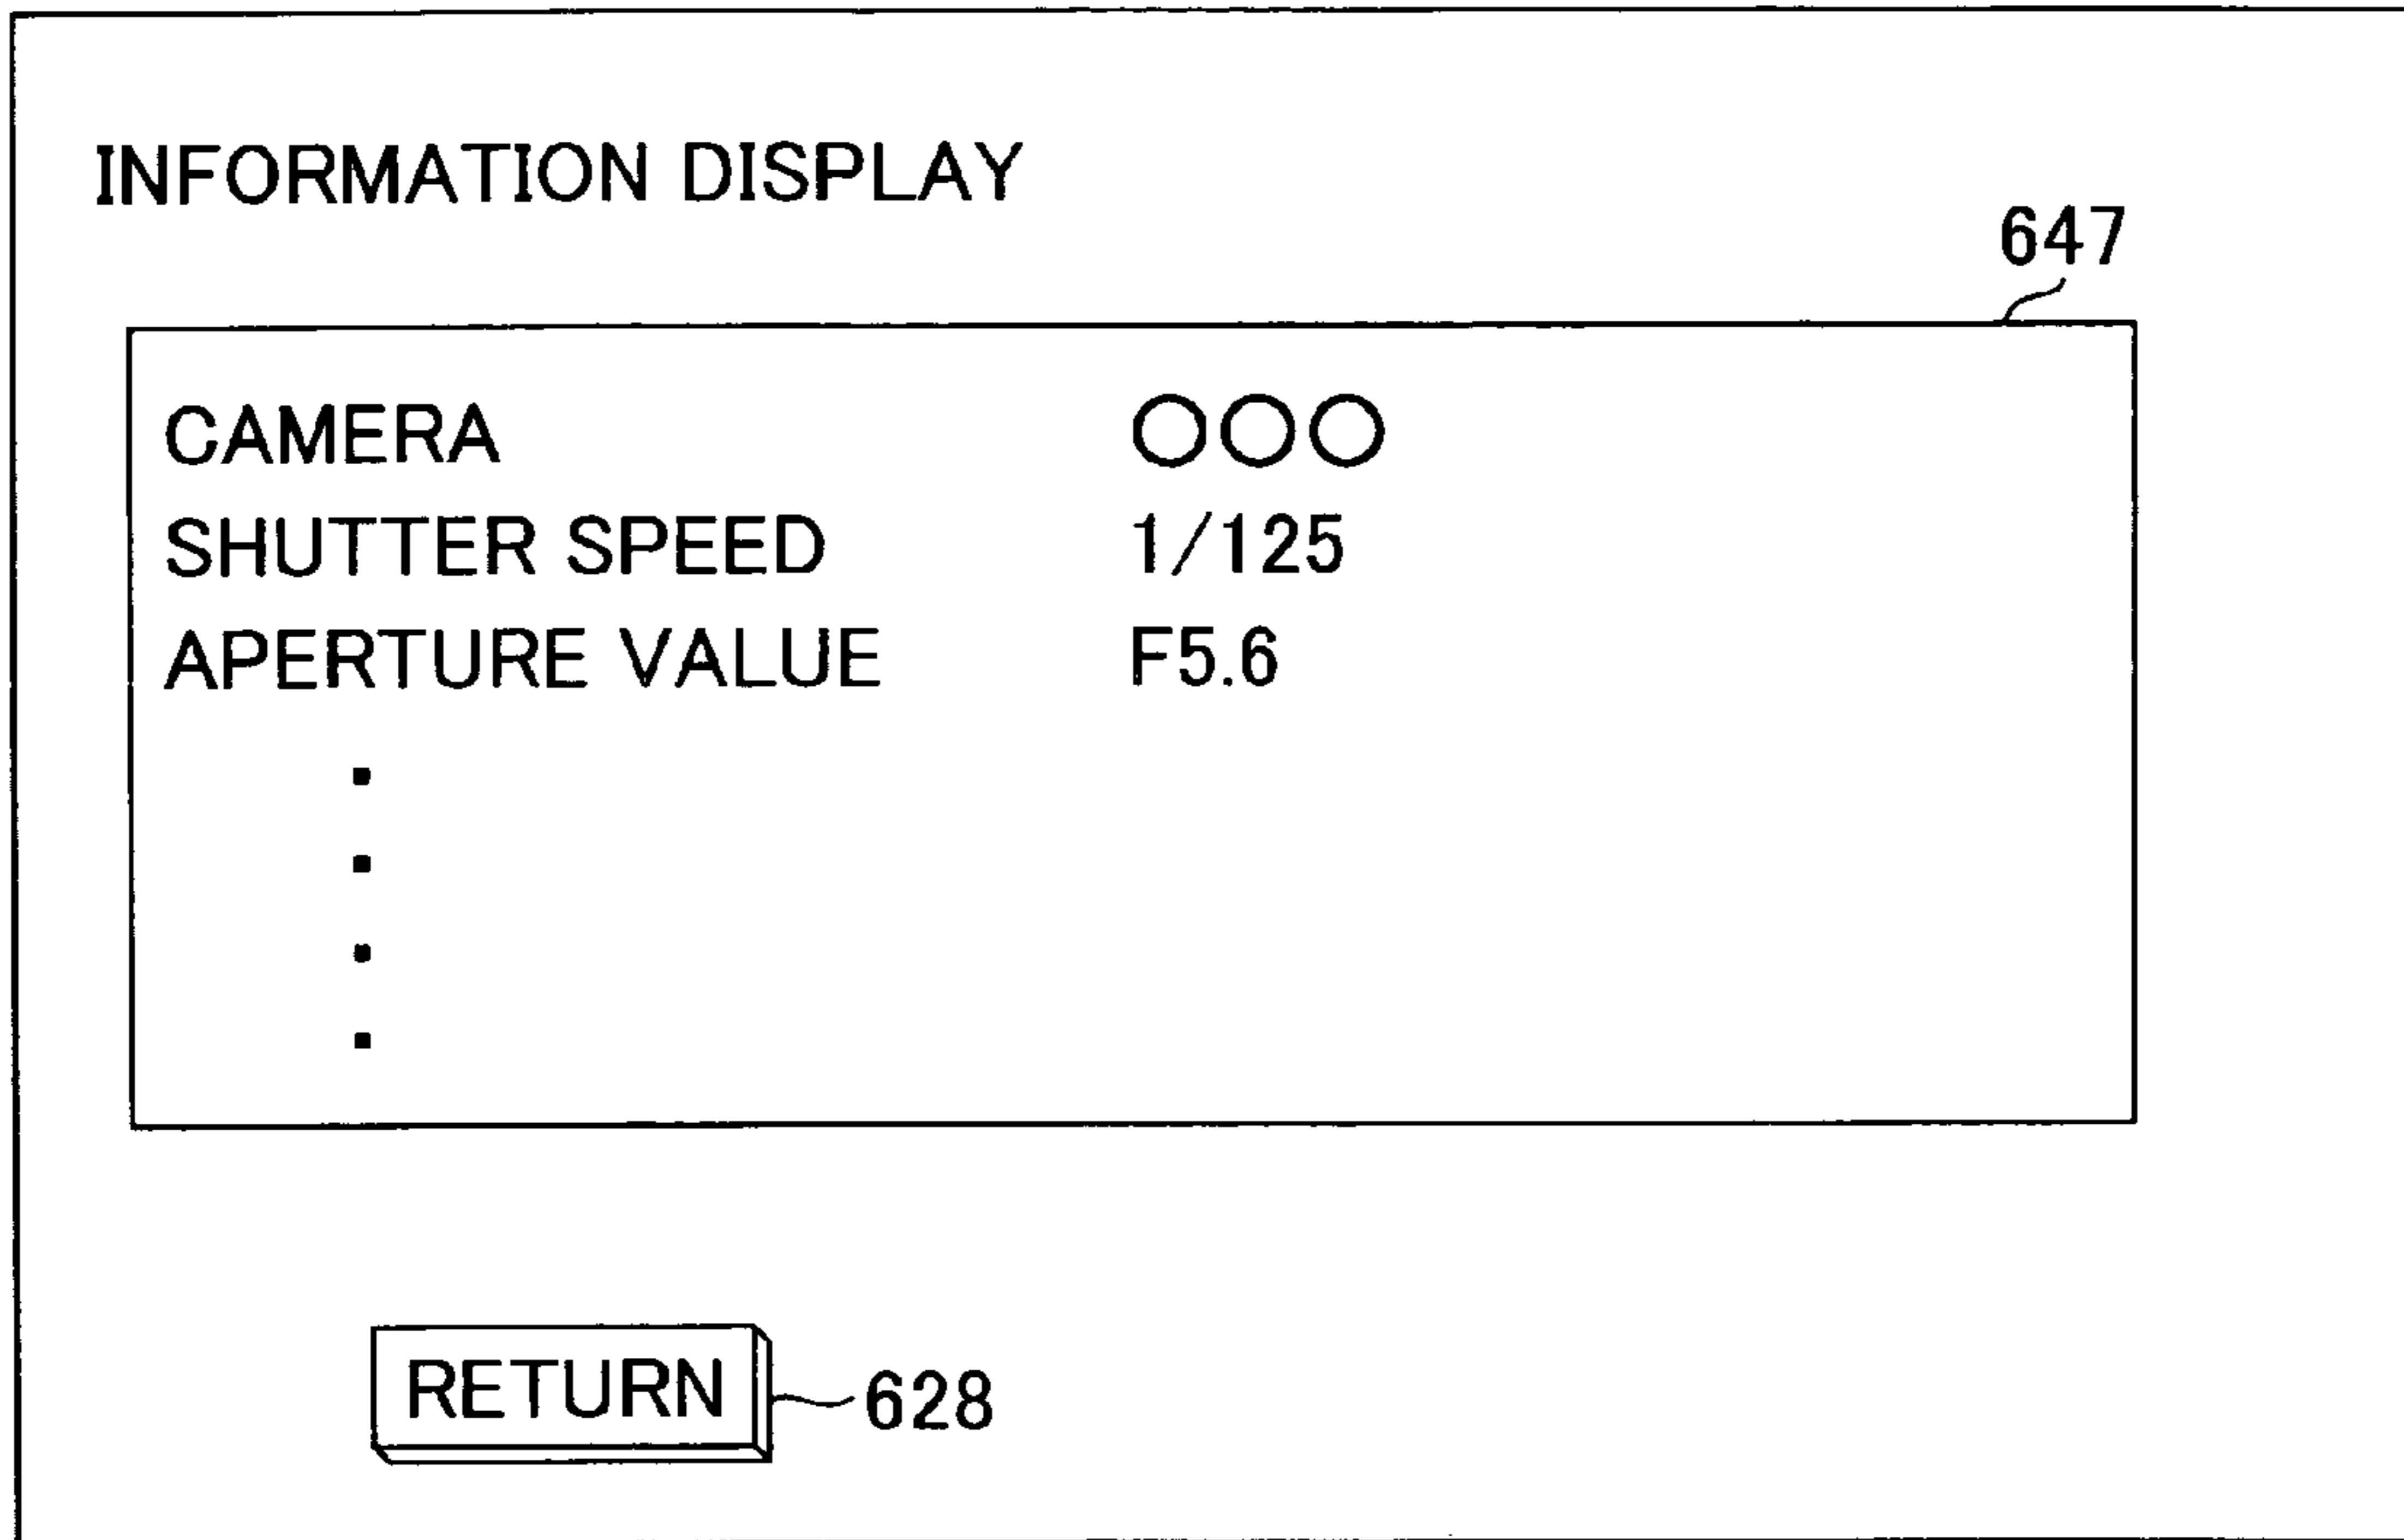 INFORMATION DISPLAY
647
CAMERA ○○○
SHUTTER SPEED 1/125
APERTURE VALUE F5.6
RETURN 628